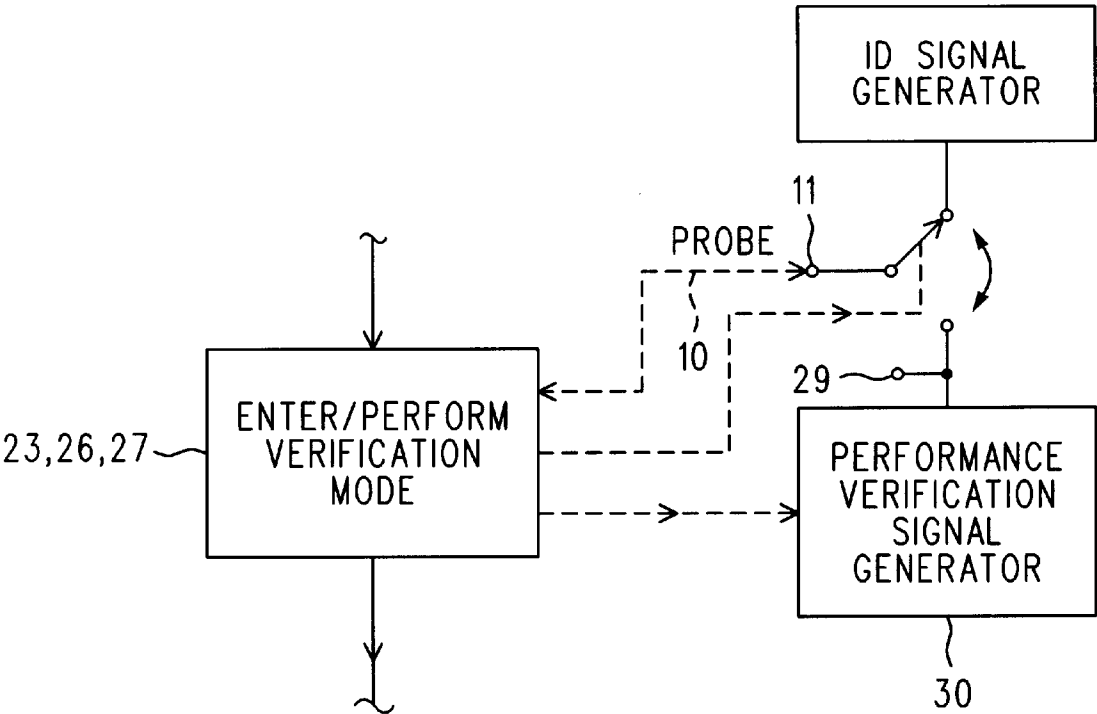 ID SIGNAL
GENERATOR
11
PROBE
10
29
23,26,27
ENTER/PERFORM
VERIFICATION
MODE
PERFORMANCE
VERIFICATION
SIGNAL
GENERATOR
30